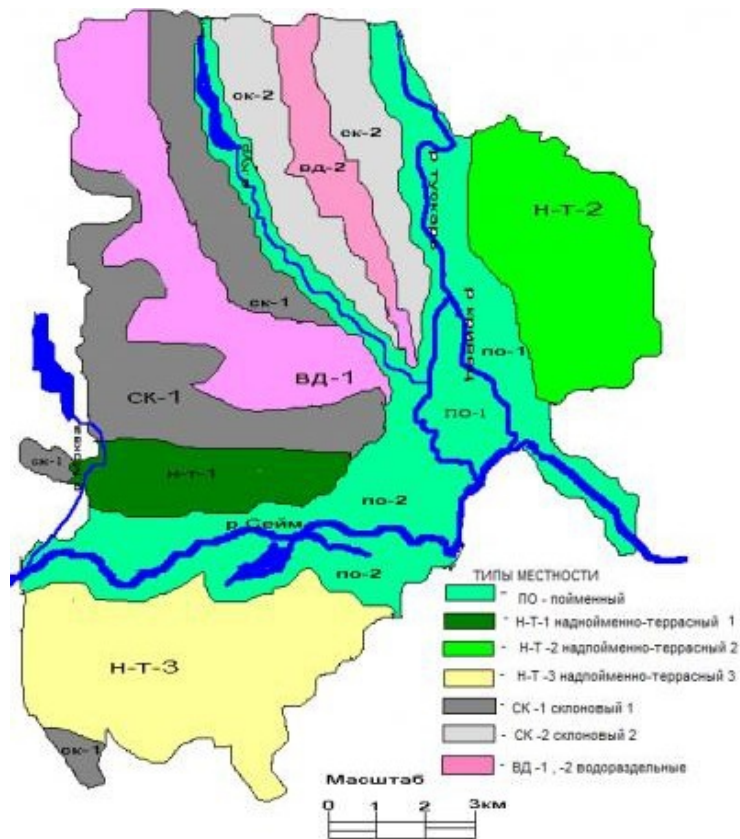 ск-2
ск-2
р.Кур
вд-2
р тускарь
н-т-2
ск-1
р кривец
по-1
ВД-1
СК-1
ПО-1
ск-1
н-т-1
по-2
р Сейм
по-2
ТИПЫ МЕСТНОСТИ
ПО - пойменный
Н-Т-1 надпойменно-террасный 1
Н-Т -2 надпойменно-террасный 2
Н-Т-3 надпойменно-террасный 3
СК -1 склоновый 1
СК -2 склоновый 2
ВД -1 , -2 водораздельные
н-т-3
ск-1
Масштаб
0 1 2 3км